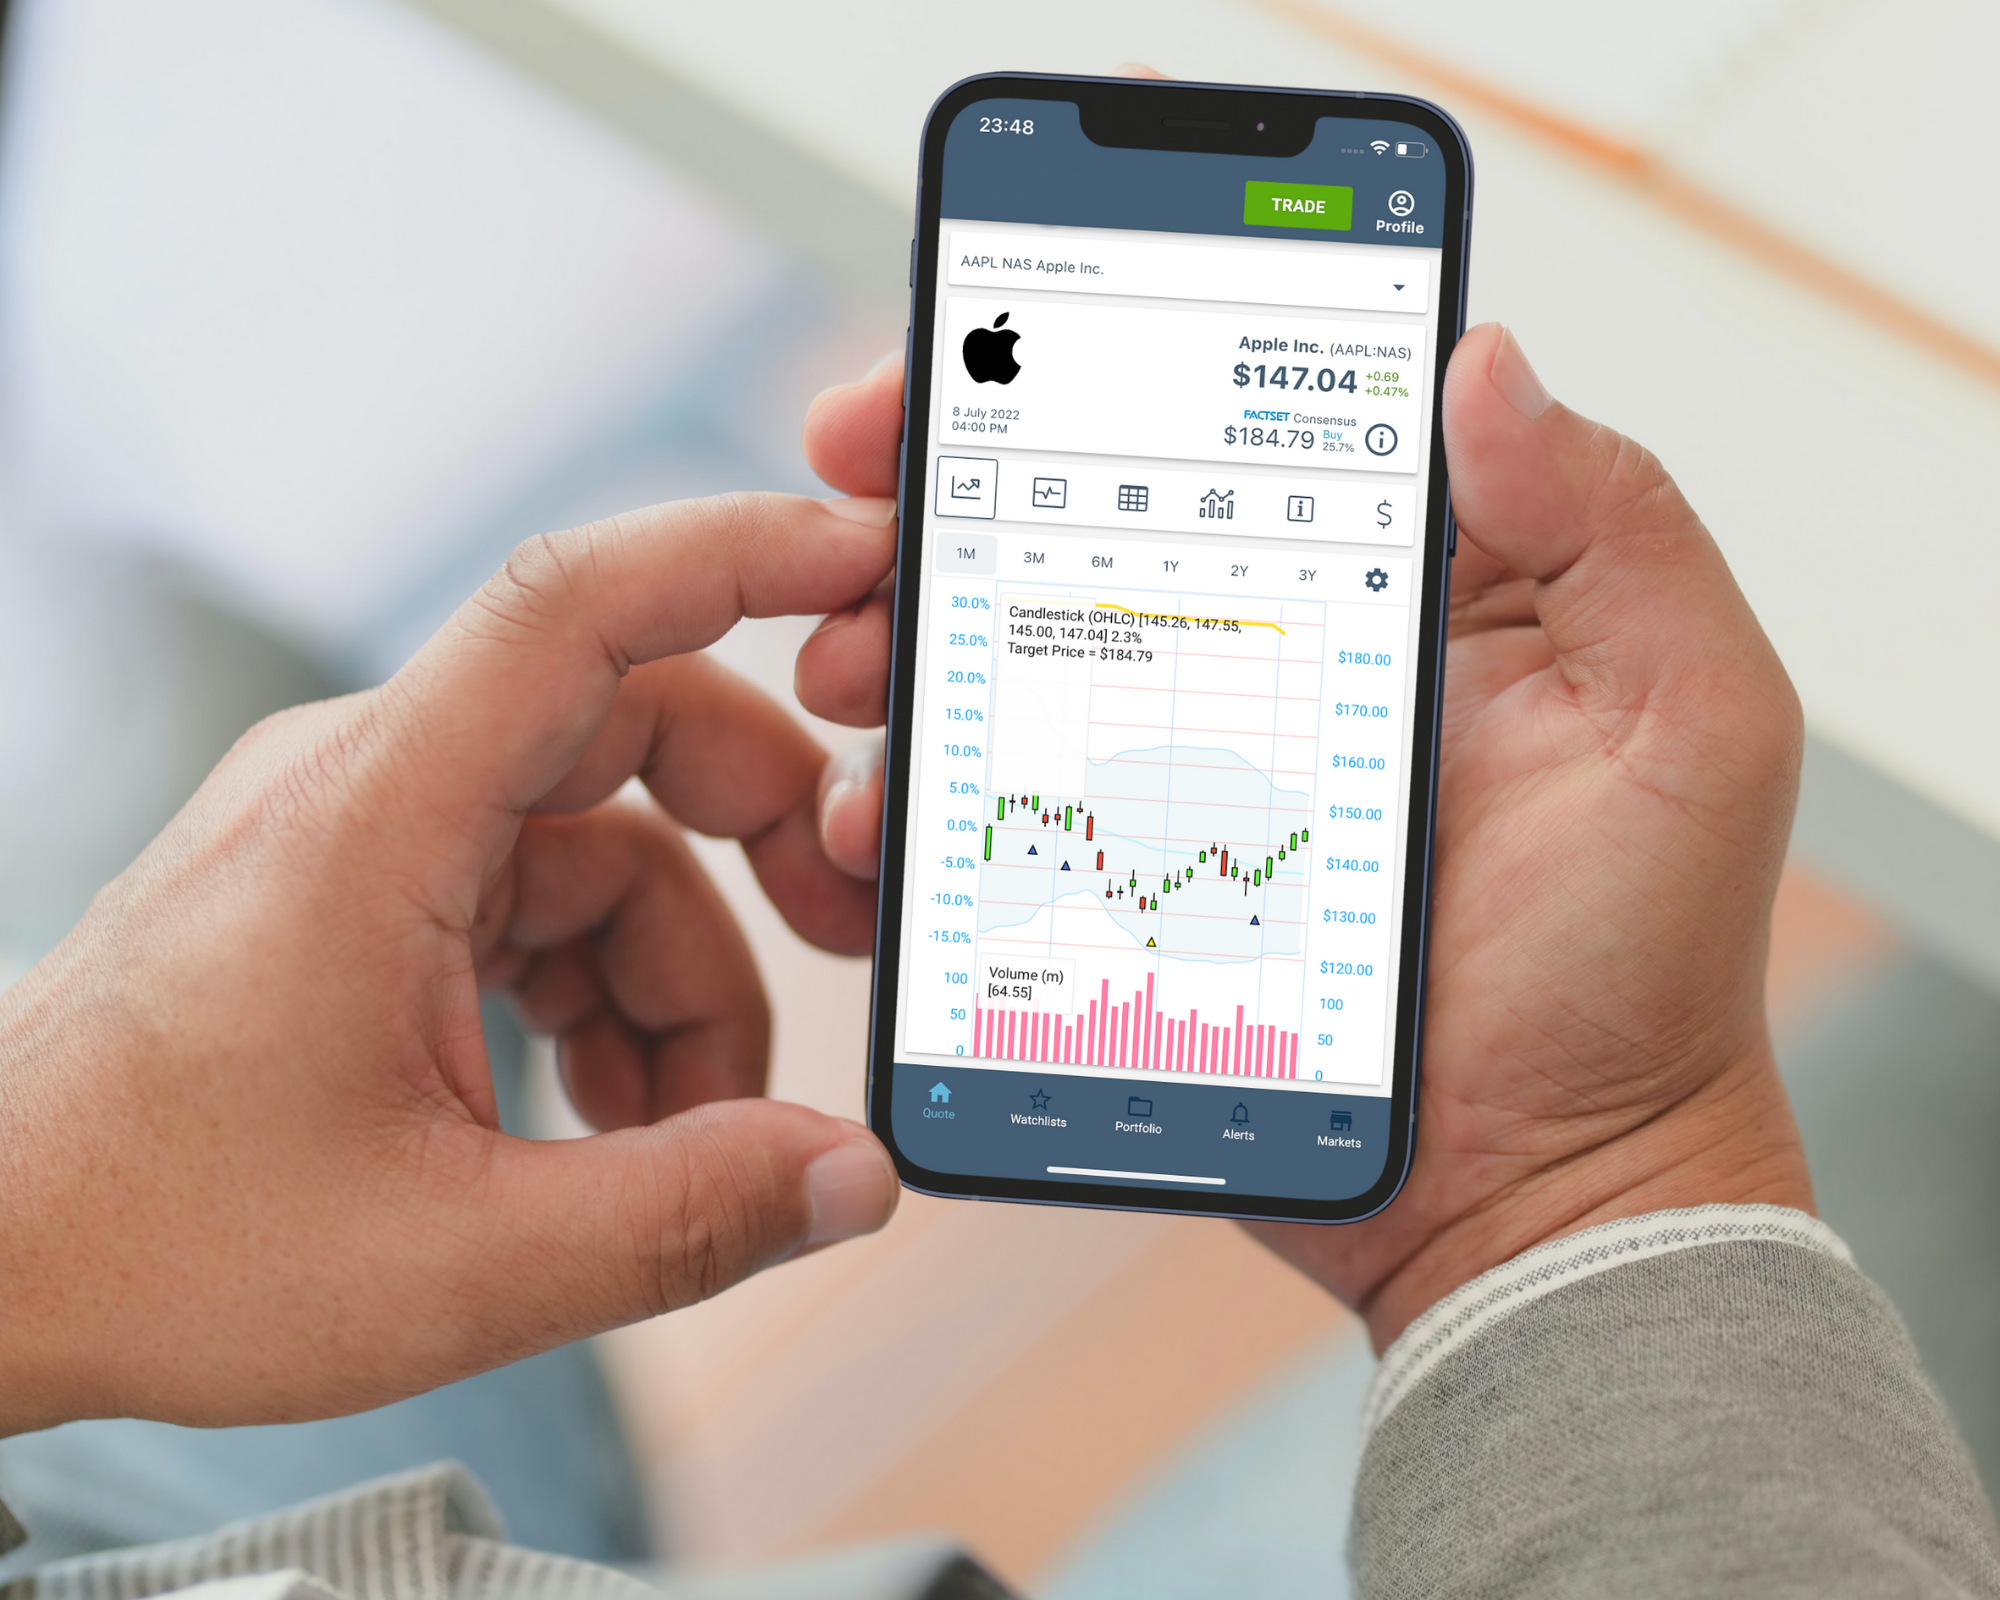 23:48
TRADE
Profile
AAPL NAS Apple Inc.
Apple Inc. (AAPL:NAS)
$147.04 +0.69
+0.47%
8 July 2022
04:00 PM
FACTSET Consensus
$184.79 Buy
25.7%
1M 3M 6M 1Y 2Y 3Y
Candlestick (OHLC) [145.26, 147.55,
145.00, 147.04] 2.3%
Target Price = $184.79
30.0%
25.0%
20.0%
15.0%
10.0%
5.0%
0.0%
-5.0%
-10.0%
-15.0%
$180.00
$170.00
$160.00
$150.00
$140.00
$130.00
$120.00
Volume (m)
[64.55]
100
50
0
100
50
0
Quote
Watchlists
Portfolio
Alerts
Markets